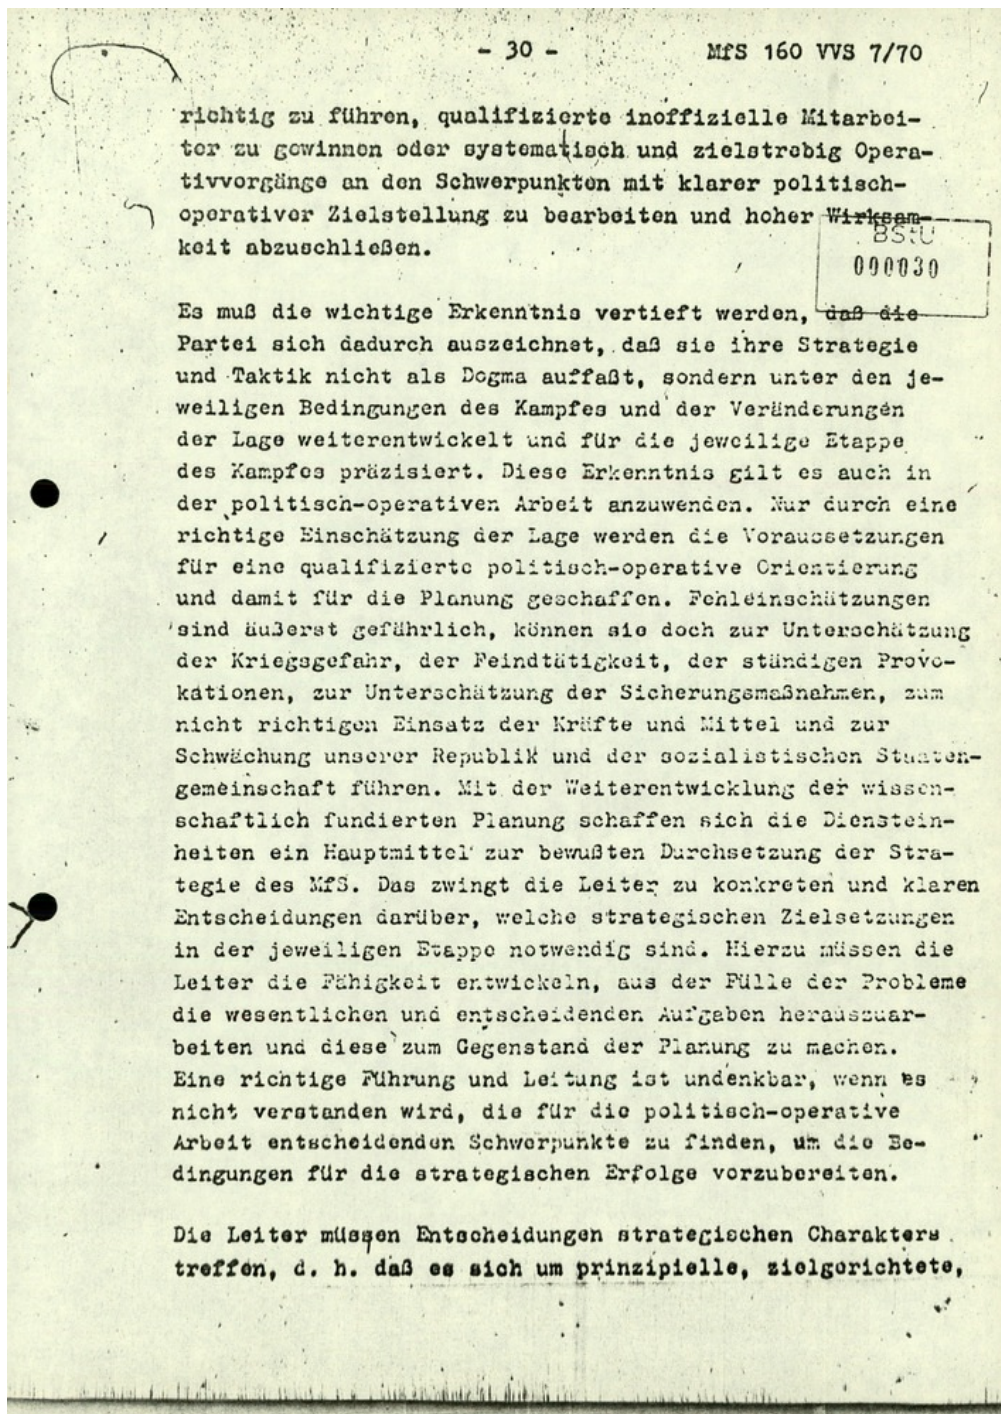 - 30 -
MfS 160 VVS 7/70
richtig zu führen, qualifizierte inoffizielle Mitarbei-
ter zu gewinnen oder systematisch und zielstrebig Opera-
tivvorgänge an den Schwerpunkten mit klarer politisch-
operativer Zielstellung zu bearbeiten und hoher Wirksam-
keit abzuschließen.
BStU
000030
Es muß die wichtige Erkenntnis vertieft werden, daß die
Partei sich dadurch auszeichnet, daß sie ihre Strategie
und Taktik nicht als Dogma auffaßt, sondern unter den je-
weiligen Bedingungen des Kampfes und der Veränderungen
der Lage weiterentwickelt und für die jeweilige Etappe
des Kampfes präzisiert. Diese Erkenntnis gilt es auch in
der politisch-operativen Arbeit anzuwenden. Nur durch eine
richtige Einschätzung der Lage werden die Voraussetzungen
für eine qualifizierte politisch-operative Orientierung
und damit für die Planung geschaffen. Fehleinschätzungen
sind äußerst gefährlich, können sie doch zur Unterschätzung
der Kriegsgefahr, der Feindtätigkeit, der ständigen Provo-
kationen, zur Unterschätzung der Sicherungsmaßnahmen, zum
nicht richtigen Einsatz der Kräfte und Mittel und zur
Schwächung unserer Republik und der sozialistischen Staaten-
gemeinschaft führen. Mit der Weiterentwicklung der wissen-
schaftlich fundierten Planung schaffen sich die Dienstein-
heiten ein Hauptmittel zur bewußten Durchsetzung der Stra-
tegie des MfS. Das zwingt die Leiter zu konkreten und klaren
Entscheidungen darüber, welche strategischen Zielsetzungen
in der jeweiligen Etappe notwendig sind. Hierzu müssen die
Leiter die Fähigkeit entwickeln, aus der Fülle der Probleme
die wesentlichen und entscheidenden Aufgaben herauszuar-
beiten und diese zum Gegenstand der Planung zu machen.
Eine richtige Führung und Leitung ist undenkbar, wenn es
nicht verstanden wird, die für die politisch-operative
Arbeit entscheidenden Schwerpunkte zu finden, um die Be-
dingungen für die strategischen Erfolge vorzubereiten.
Die Leiter müssen Entscheidungen strategischen Charakters
treffen, d. h. daß es sich um prinzipielle, zielgerichtete,